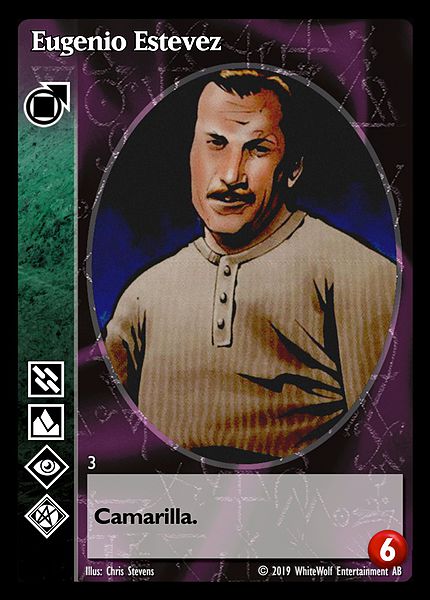 Eugenio Estevez
3
Camarilla.
6
Illus: Chris Stevens
© 2019 WhiteWolf Entertainment AB